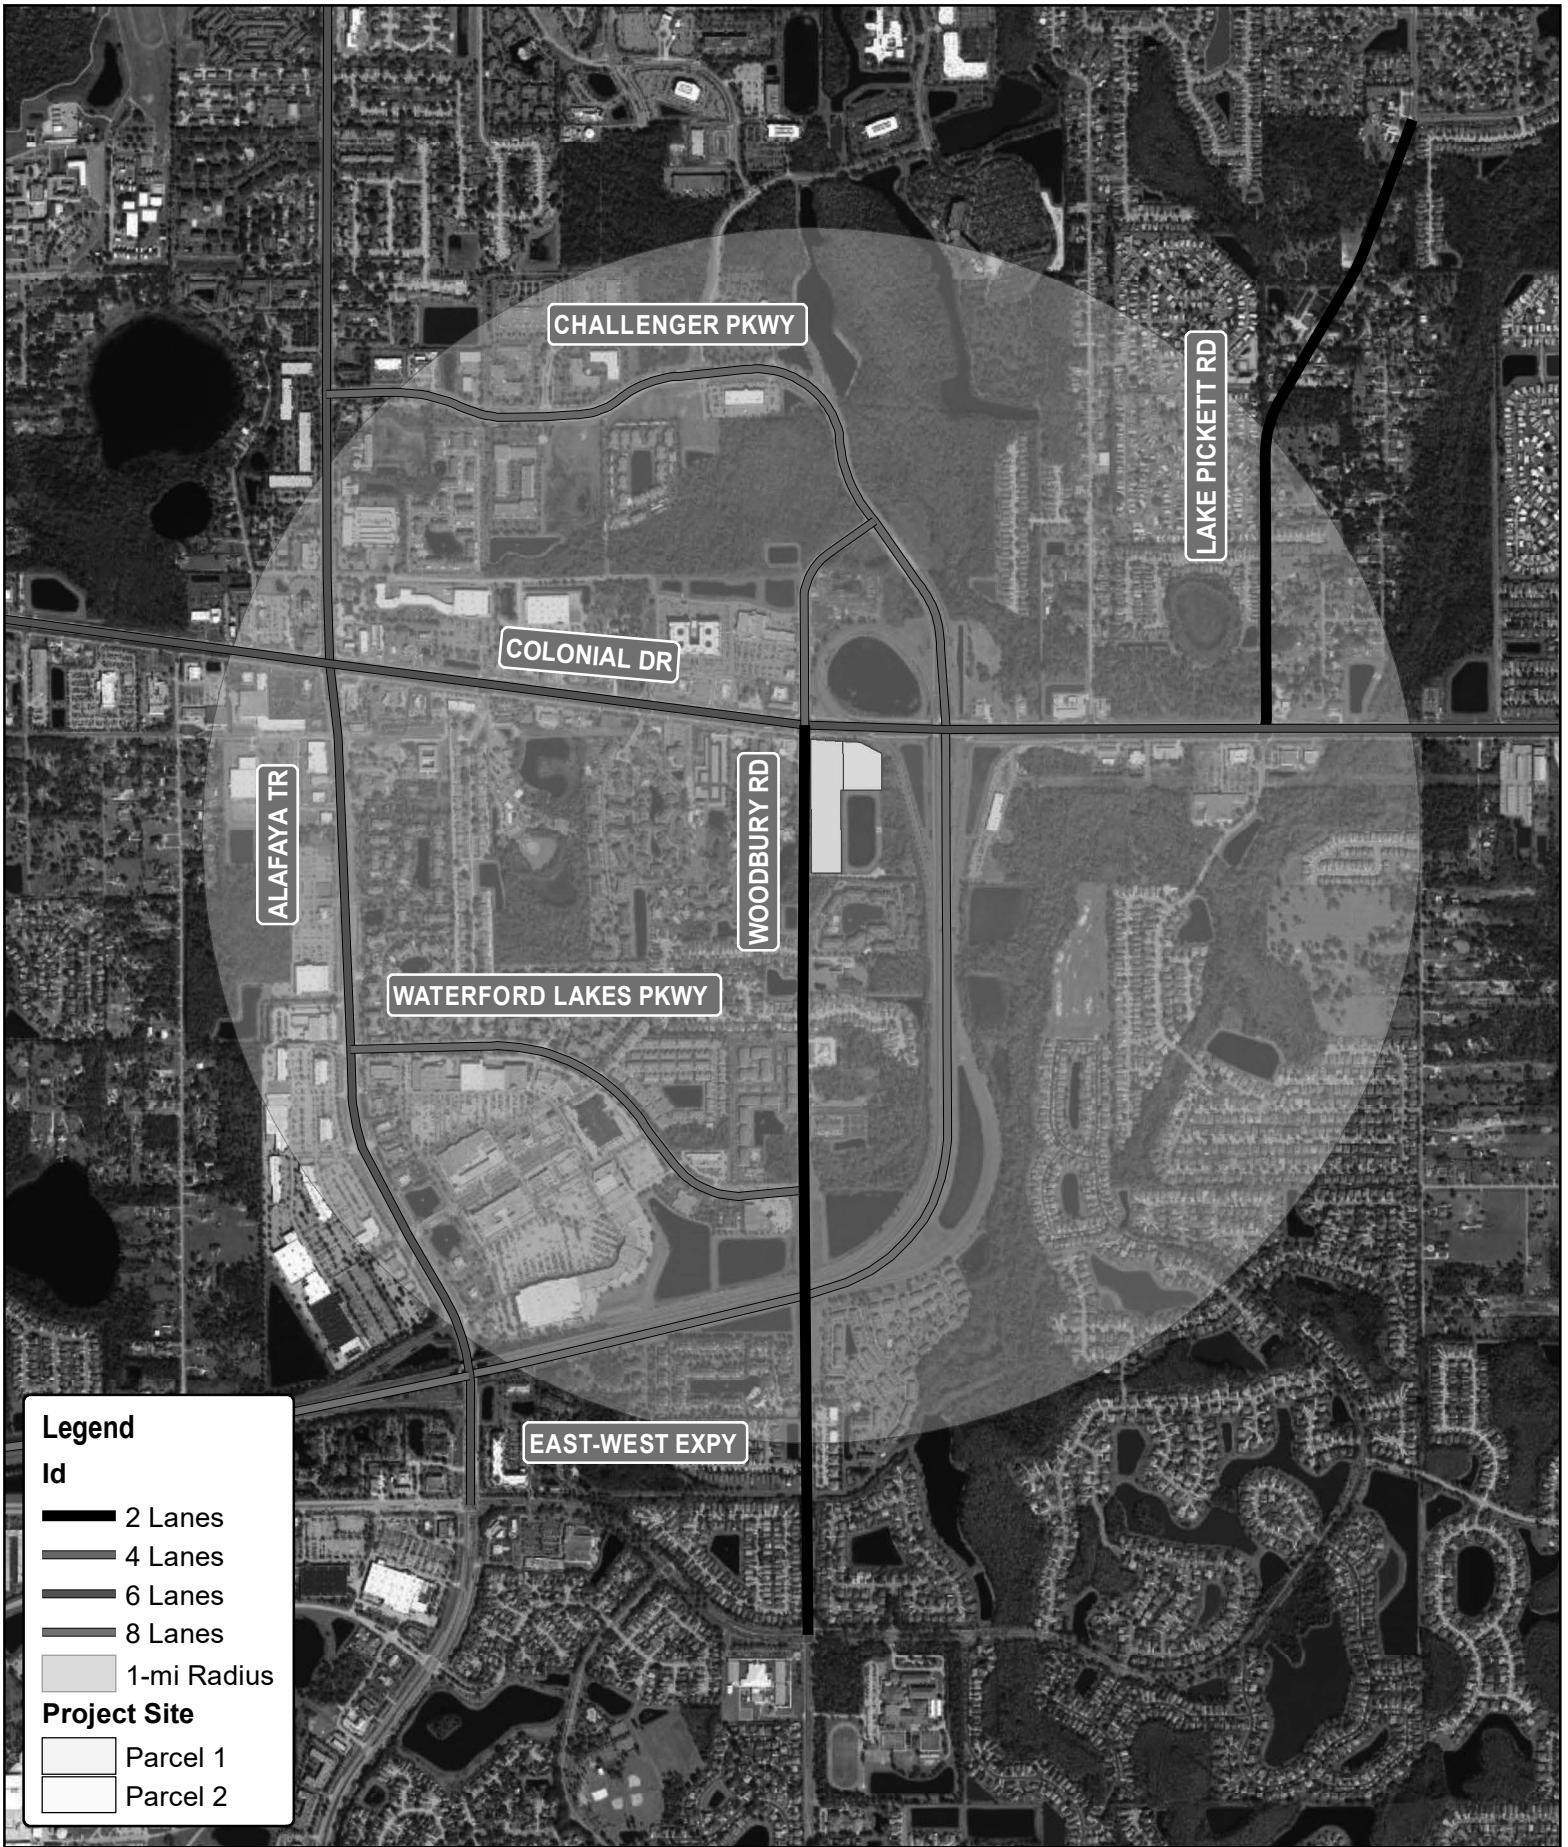 CHALLENGER PKWY
LAKE PICKETT RD
COLONIAL DR
ALAFAYA TR
WOODBURY RD
WATERFORD LAKES PKWY
EAST-WEST EXPY
Legend
Id
2 Lanes
4 Lanes
6 Lanes
8 Lanes
1-mi Radius
Project Site
Parcel 1
Parcel 2